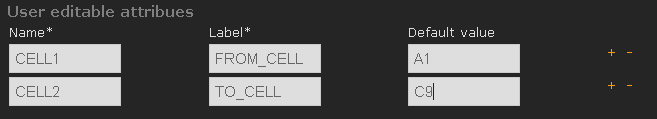 User editable attribues
Name* Label* Default value
CELL1 FROM_CELL A1 + -
CELL2 TO_CELL C9 + -